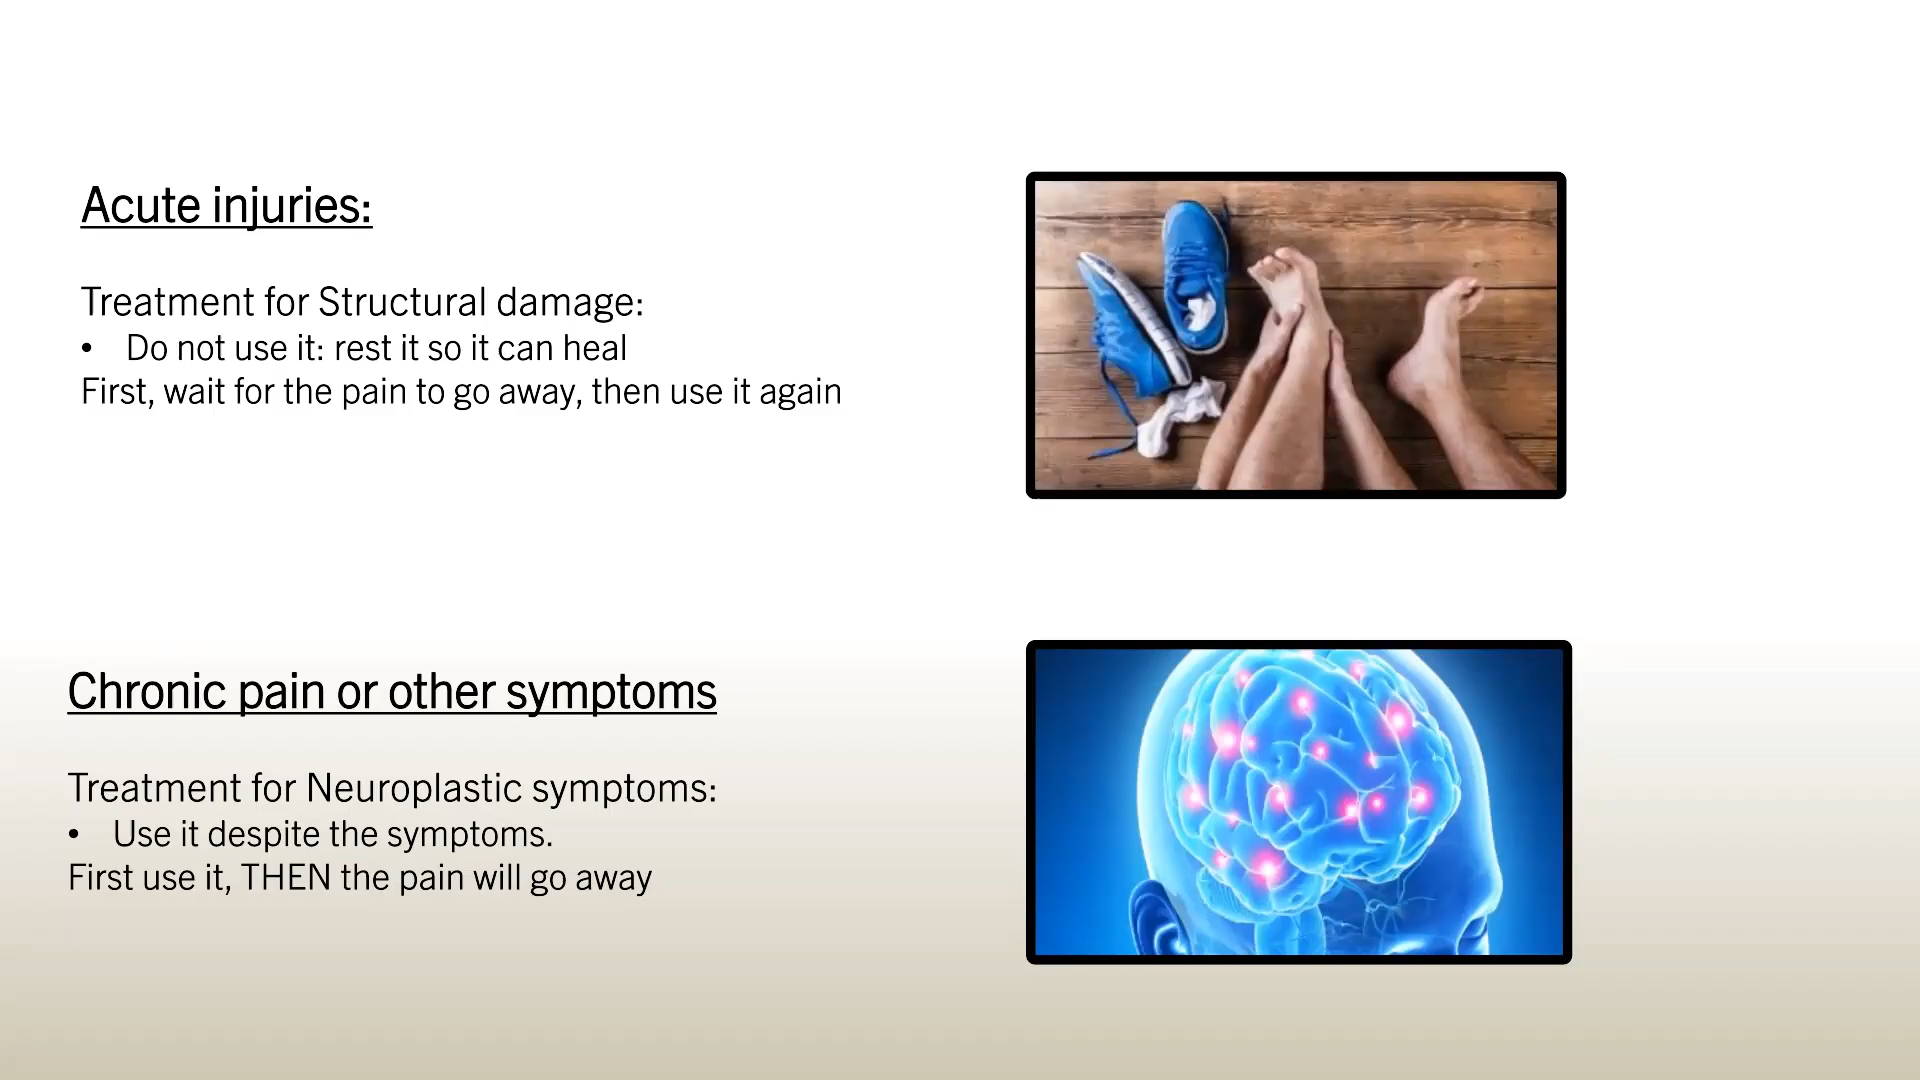 Acute injuries:
Treatment for Structural damage:
• Do not use it: rest it so it can heal
First, wait for the pain to go away, then use it again
Chronic pain or other symptoms
Treatment for Neuroplastic symptoms:
• Use it despite the symptoms.
First use it, THEN the pain will go away